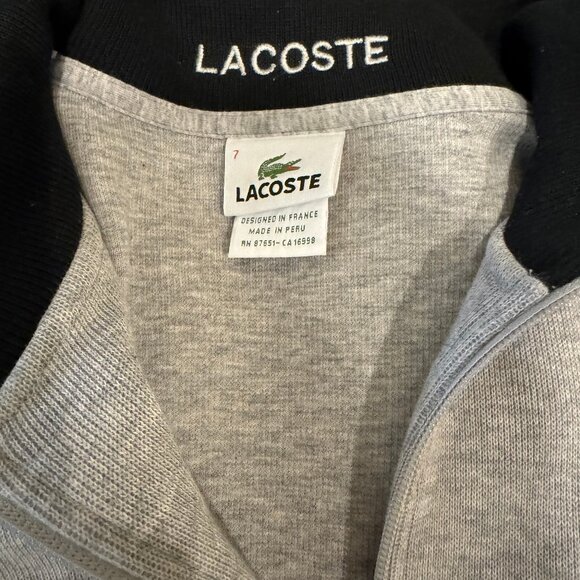 LACOSTE
7
LACOSTE
DESIGNED IN FRANCE
MADE IN PERU
RN 87651-CA 16998